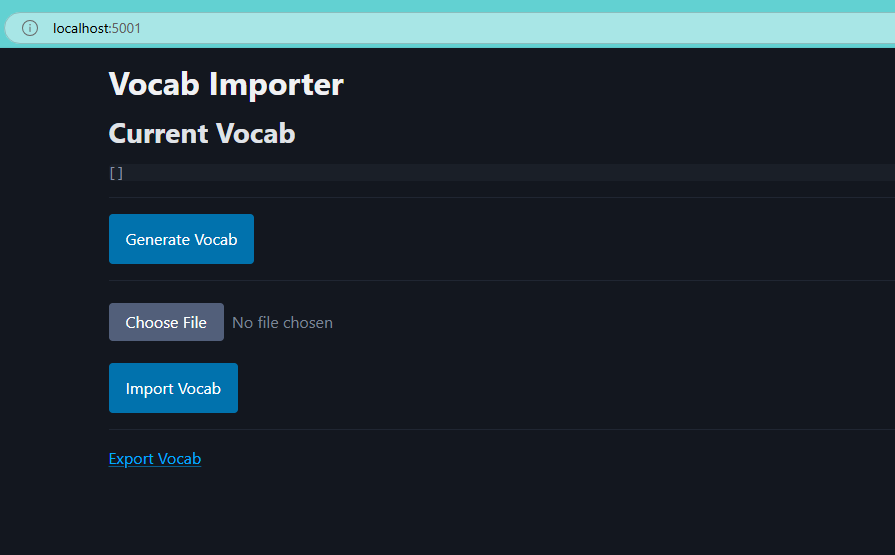 localhost:5001
Vocab Importer
Current Vocab
[]
Generate Vocab
Choose File No file chosen
Import Vocab
Export Vocab